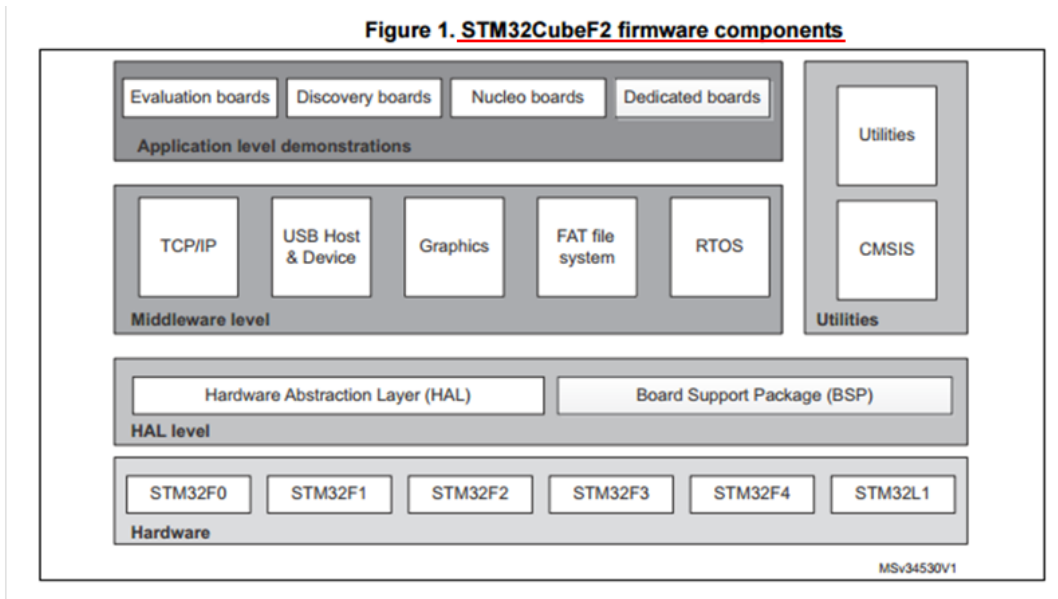 Figure 1. STM32CubeF2 firmware components
Evaluation boards
Discovery boards
Nucleo boards
Dedicated boards
Application level demonstrations
Utilities
CMSIS
Utilities
TCP/IP
USB Host
& Device
Graphics
FAT file
system
RTOS
Middleware level
Hardware Abstraction Layer (HAL)
Board Support Package (BSP)
HAL level
STM32F0
STM32F1
STM32F2
STM32F3
STM32F4
STM32L1
Hardware
MSv34530V1